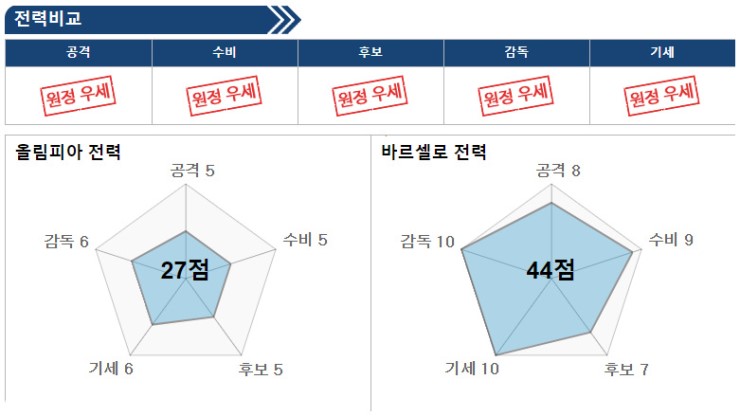 전력비교
공격 수비 후보 감독 기세
원정 우세 원정 우세 원정 우세 원정 우세 원정 우세
올림피아 전력
공격 5
감독 6
수비 5
27점
기세 6
후보 5
바르셀로 전력
공격 8
감독 10
수비 9
44점
기세 10
후보 7